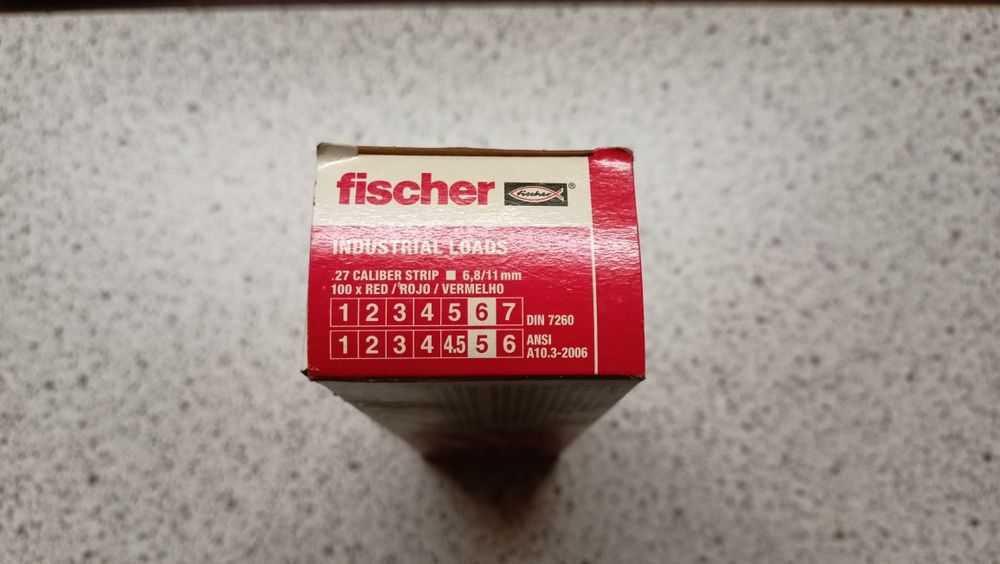 fischer fischer®
INDUSTRIAL LOADS
.27 CALIBER STRIP ■ 6,8/11 mm
100 x RED / ROJO / VERMELHO
1 2 3 4 5 6 7 DIN 7260
1 2 3 4 4.5 5 6 ANSI
A10.3-2006